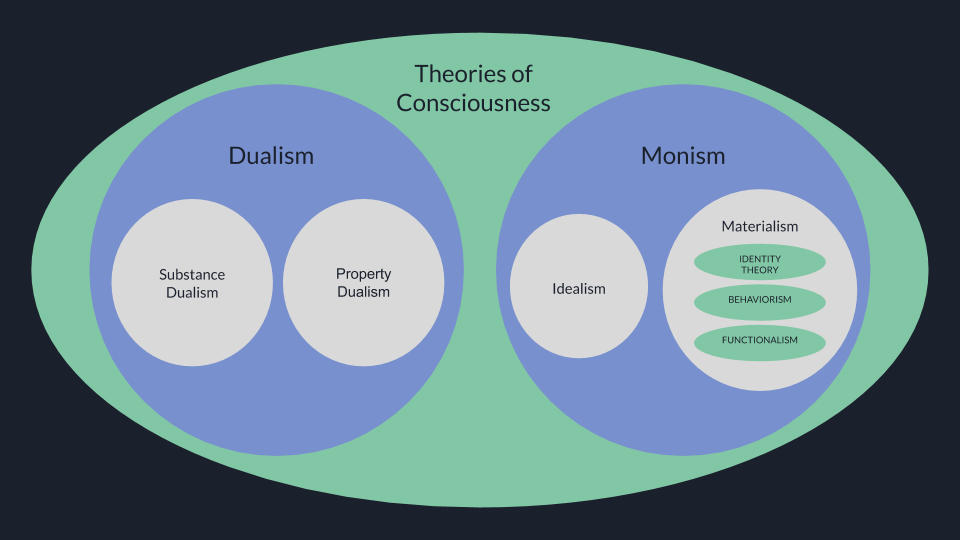 Theories of
Consciousness
Dualism
Monism
Substance
Dualism
Property
Dualism
Idealism
Materialism
IDENTITY
THEORY
BEHAVIORISM
FUNCTIONALISM